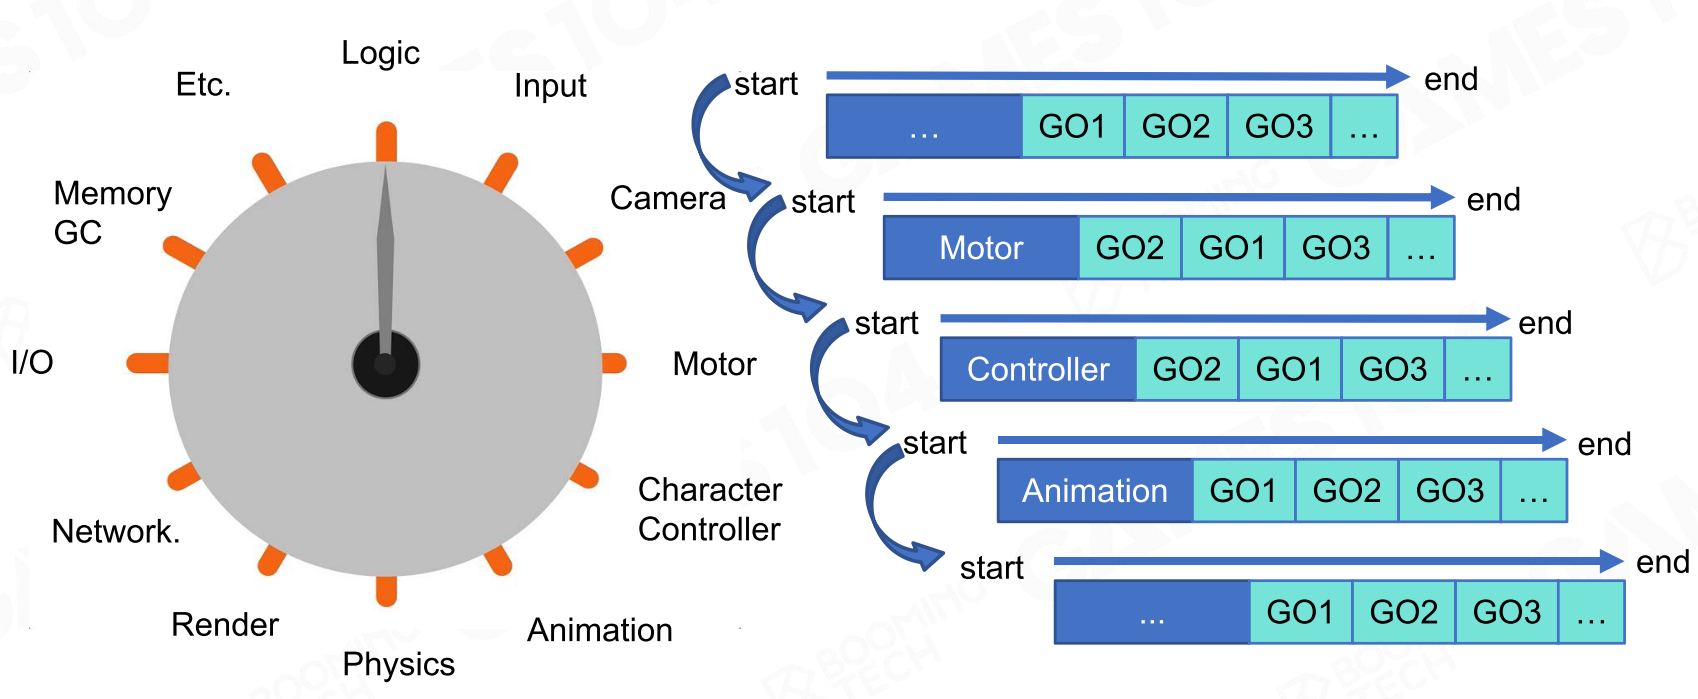 Logic
Input
Camera
Motor
Character
Controller
Animation
Physics
Render
Network.
I/O
Memory
GC
Etc.
start end
… GO1 GO2 GO3 …
start end
Motor GO2 GO1 GO3 …
start end
Controller GO2 GO1 GO3 …
start end
Animation GO1 GO2 GO3 …
start end
... GO1 GO2 GO3 …
BOOMING
TECH